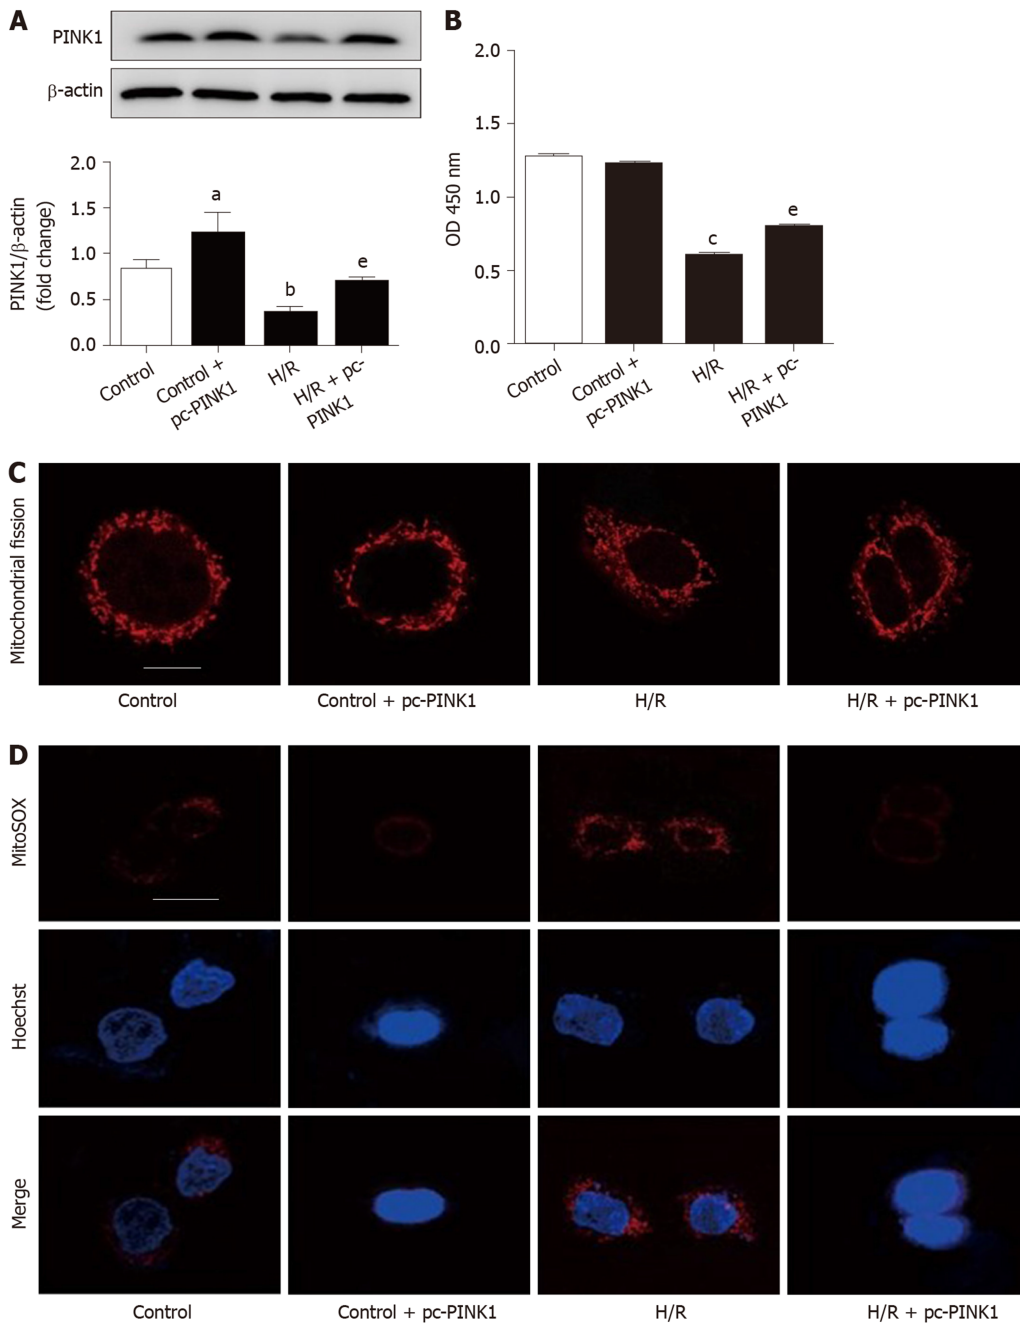 A
PINK1
β-actin
PINK1/β-actin
(fold change)
2.0
1.5
1.0
0.5
0.0
a
b
e
Control
Control +
pc-PINK1
H/R
H/R + pc-
PINK1
B
OD 450 nm
2.0
1.5
1.0
0.5
0.0
c
e
Control
Control +
pc-PINK1
H/R
H/R + pc-
PINK1
C
Mitochondrial fission
Control
Control + pc-PINK1
H/R
H/R + pc-PINK1
D
MitoSOX
Hoechst
Merge
Control
Control + pc-PINK1
H/R
H/R + pc-PINK1